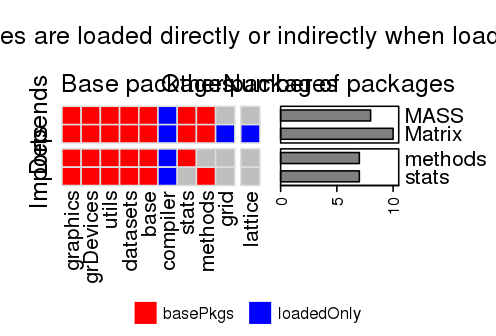 es are loaded directly or indirectly when load
Base packages
Other packages
Number of packages
Depends
Imports
MASS
Matrix
methods
stats
0
5
10
graphics
grDevices
utils
datasets
base
compiler
stats
methods
grid
lattice
basePkgs
loadedOnly